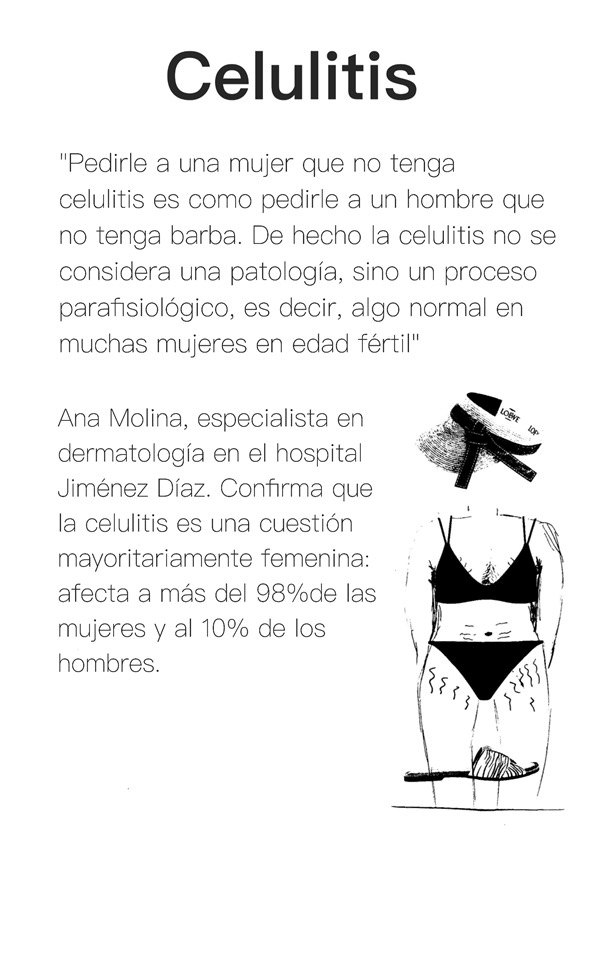 Celulitis
"Pedirle a una mujer que no tenga
celulitis es como pedirle a un hombre que
no tenga barba. De hecho la celulitis no se
considera una patología, sino un proceso
parafisiológico, es decir, algo normal en
muchas mujeres en edad fértil"
Ana Molina, especialista en
dermatología en el hospital
Jiménez Díaz. Confirma que
la celulitis es una cuestión
mayoritariamente femenina:
afecta a más del 98%de las
mujeres y al 10% de los
hombres.